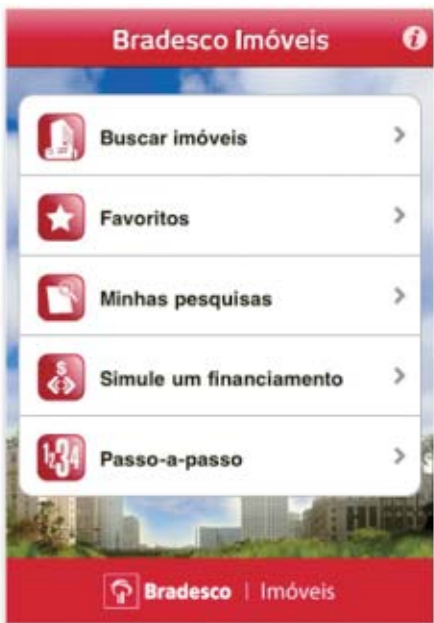 Bradesco Imóveis
Buscar imóveis
Favoritos
Minhas pesquisas
Simule um financiamento
Passo-a-passo
Bradesco | Imóveis